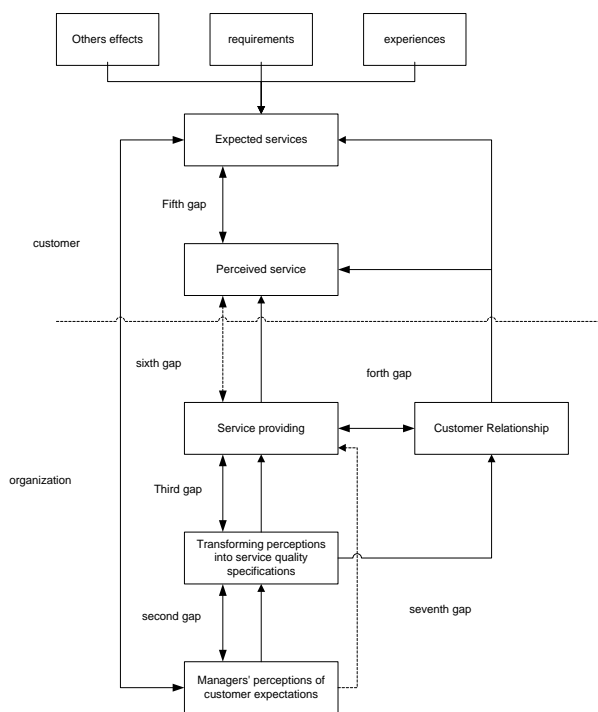 Others effects
requirements
experiences
Expected services
Fifth gap
customer
Perceived service
sixth gap
forth gap
Service providing
Customer Relationship
organization
Third gap
Transforming perceptions
into service quality
specifications
second gap
seventh gap
Managers' perceptions of
customer expectations